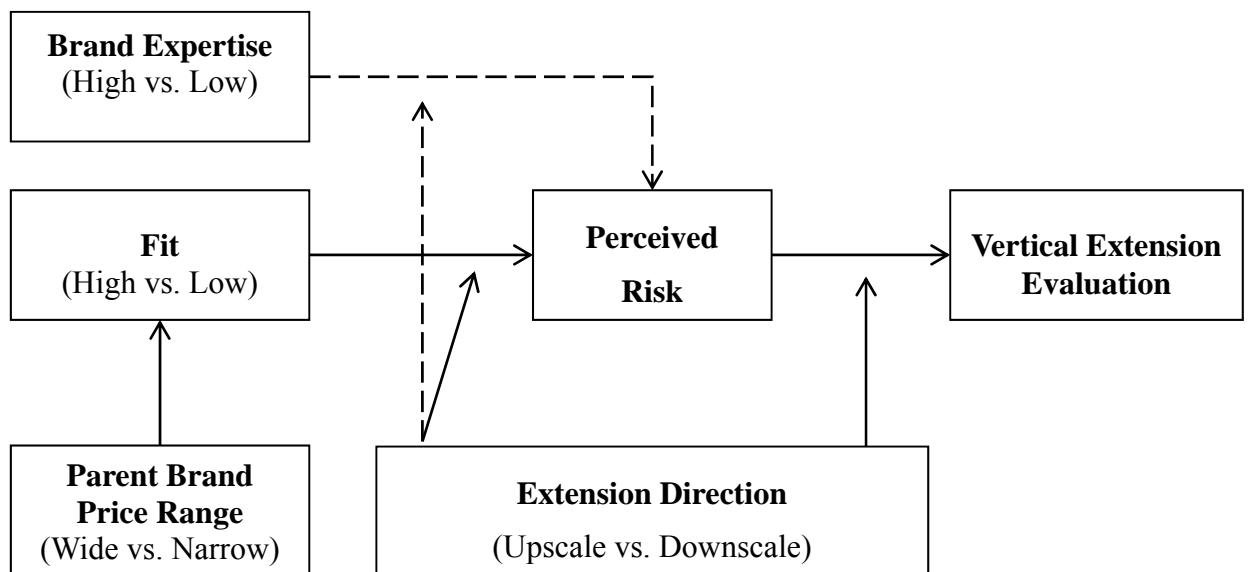 Brand Expertise
(High vs. Low)
Fit
(High vs. Low)
Perceived
Risk
Vertical Extension
Evaluation
Parent Brand
Price Range
(Wide vs. Narrow)
Extension Direction
(Upscale vs. Downscale)